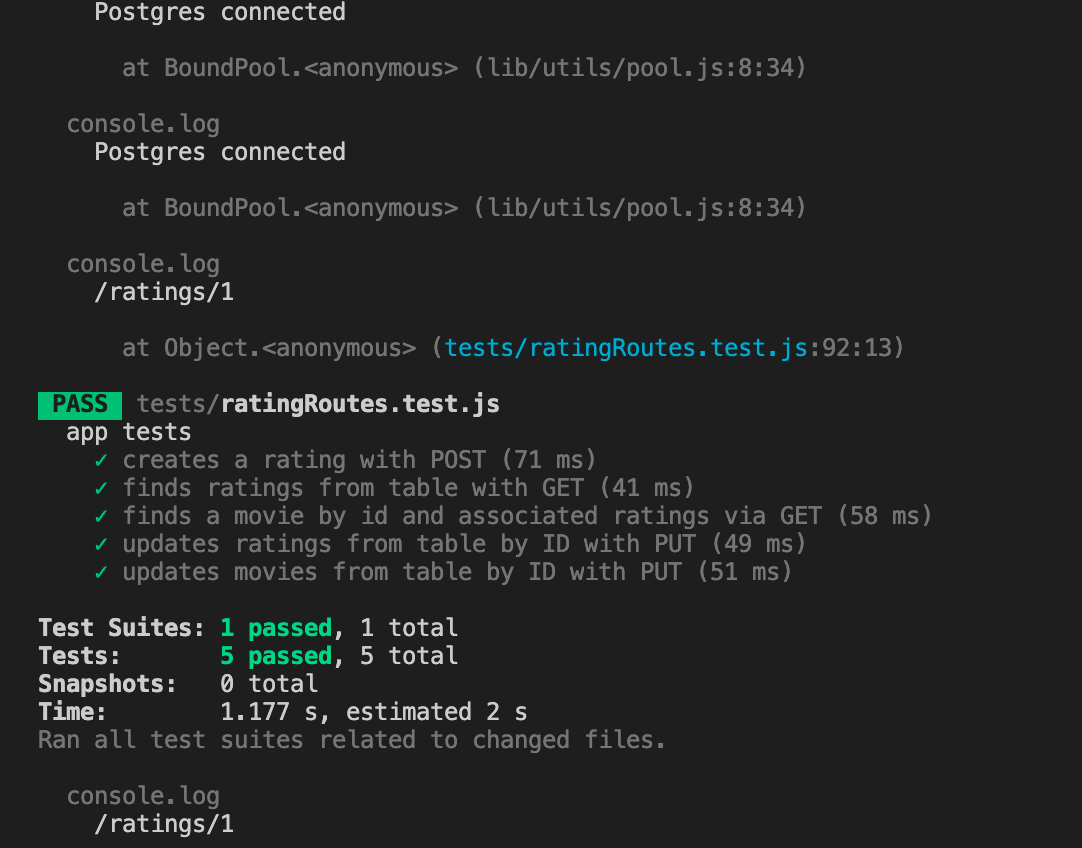 Postgres connected
at BoundPool.<anonymous> (lib/utils/pool.js:8:34)
console.log
Postgres connected
at BoundPool.<anonymous> (lib/utils/pool.js:8:34)
console.log
/ratings/1
at Object.<anonymous> (tests/ratingRoutes.test.js:92:13)
PASS tests/ratingRoutes.test.js
app tests
✓ creates a rating with POST (71 ms)
✓ finds ratings from table with GET (41 ms)
✓ finds a movie by id and associated ratings via GET (58 ms)
✓ updates ratings from table by ID with PUT (49 ms)
✓ updates movies from table by ID with PUT (51 ms)
Test Suites: 1 passed, 1 total
Tests: 5 passed, 5 total
Snapshots: 0 total
Time: 1.177 s, estimated 2 s
Ran all test suites related to changed files.
console.log
/ratings/1